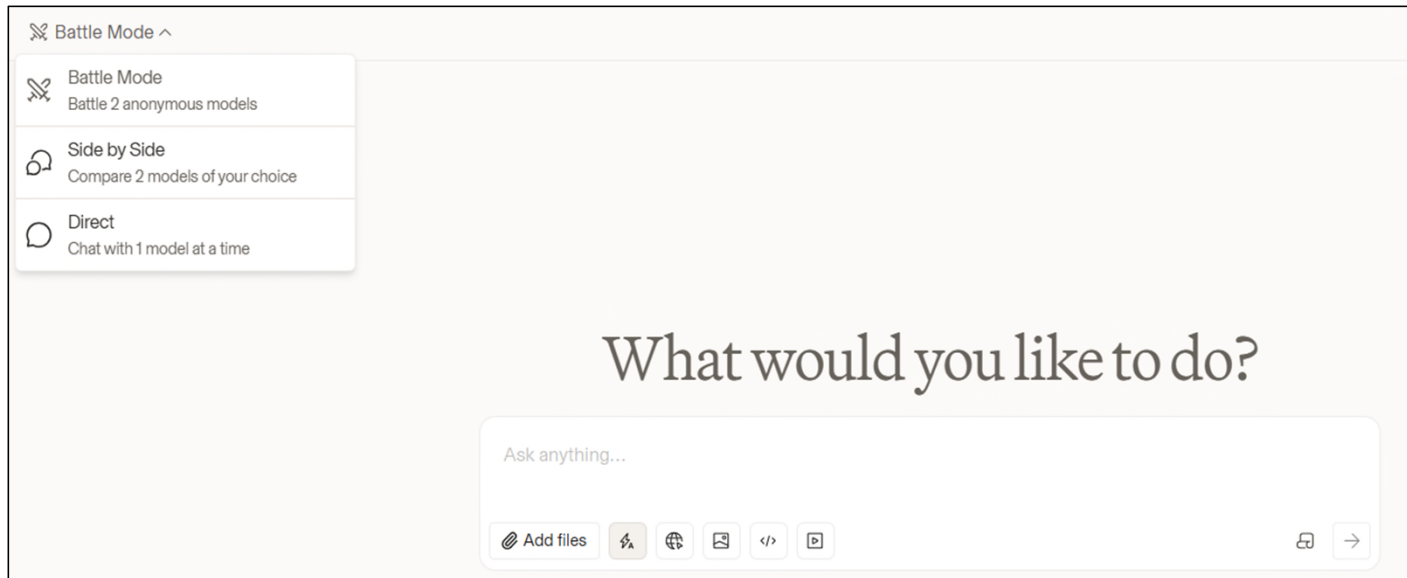 Battle Mode
Battle Mode
Battle 2 anonymous models
Side by Side
Compare 2 models of your choice
Direct
Chat with 1 model at a time
What would you like to do?
Ask anything...
Add files